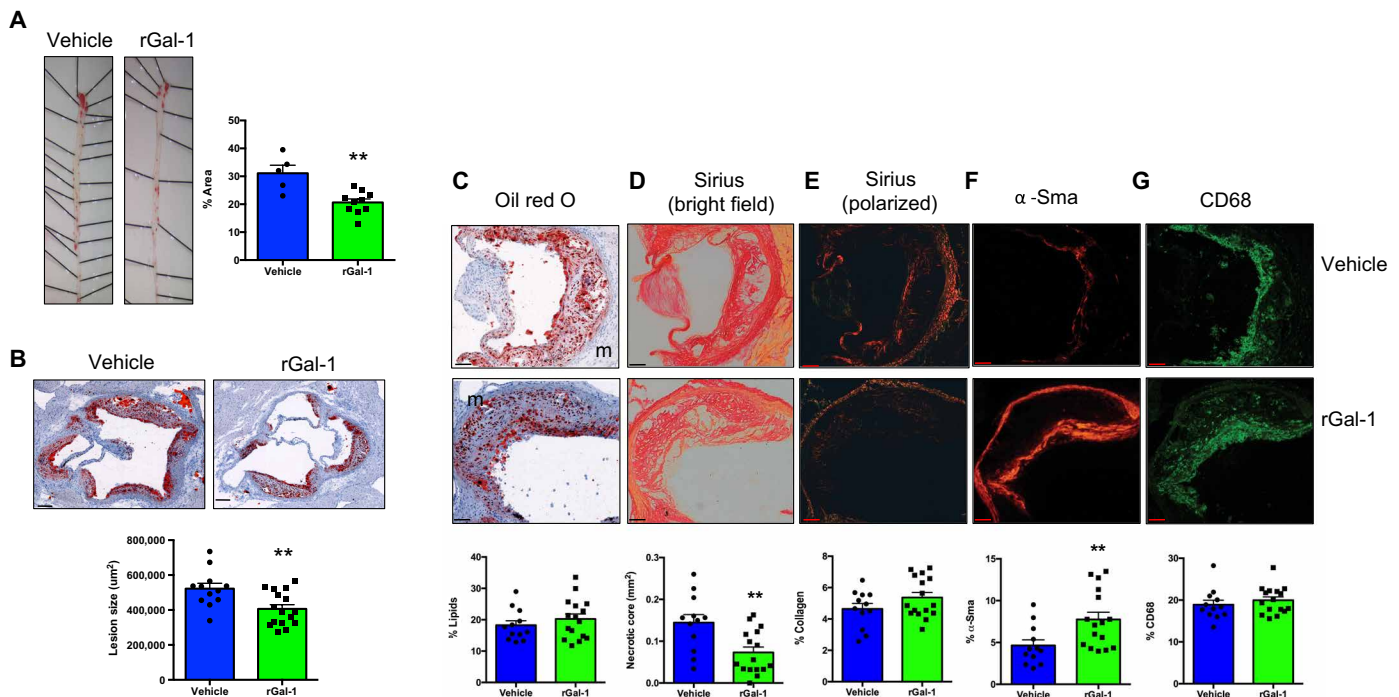 A
Vehicle rGal-1
50
40
30
20
10
0
% Area
**
Vehicle rGal-1
B
Vehicle rGal-1
800,000
600,000
400,000
200,000
0
Lesion size (um²)
**
Vehicle rGal-1
C D E F G
Oil red O
Sirius
(bright field)
Sirius
(polarized)
α -Sma
CD68
m
Vehicle
m
rGal-1
40
30
20
10
0
% Lipids
Vehicle rGal-1
0.3
0.2
0.1
0.0
Necrotic core (mm²)
**
Vehicle rGal-1
8
6
4
2
0
% Collagen
Vehicle rGal-1
15
10
5
0
% α-Sma
**
Vehicle rGal-1
30
20
10
0
% CD68
Vehicle rGal-1